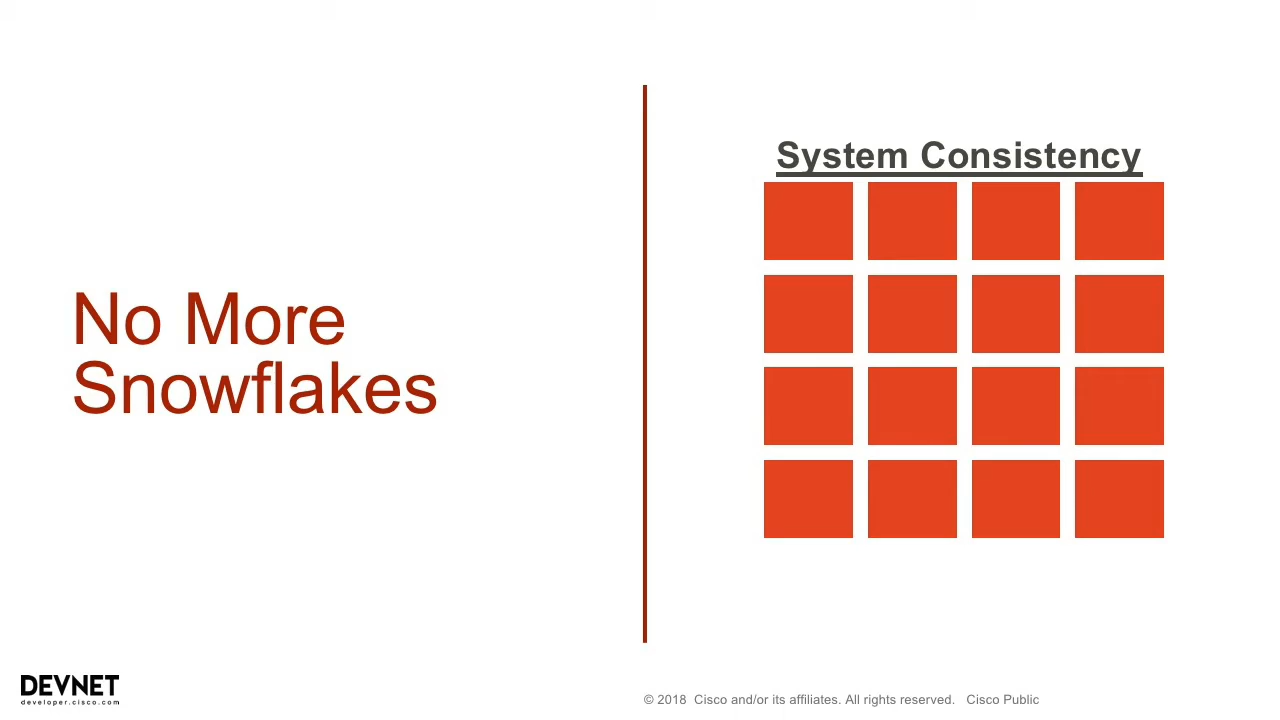 No More
Snowflakes
System Consistency
DEVNET
developer.cisco.com
© 2018  Cisco and/or its affiliates. All rights reserved.   Cisco Public